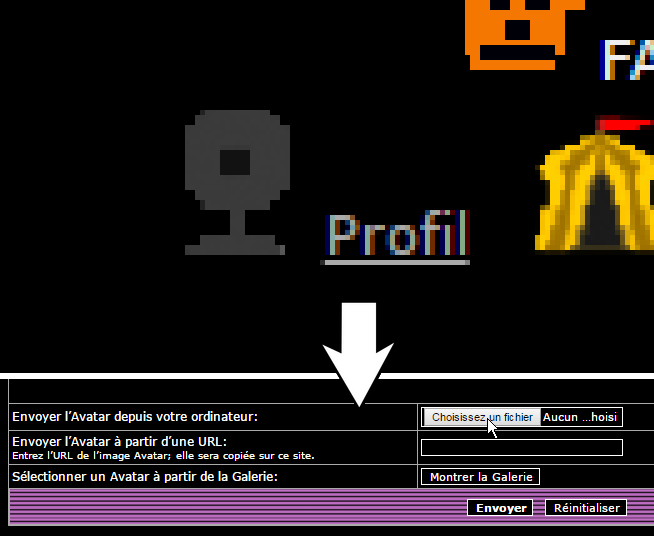 FA
Profil
Envoyer l’Avatar depuis votre ordinateur:
Choisissez un fichier Aucun ...hoisi
Envoyer l’Avatar à partir d’une URL:
Entrez l’URL de l’image Avatar; elle sera copiée sur ce site.
Sélectionner un Avatar à partir de la Galerie:
Montrer la Galerie
Envoyer Réinitialiser